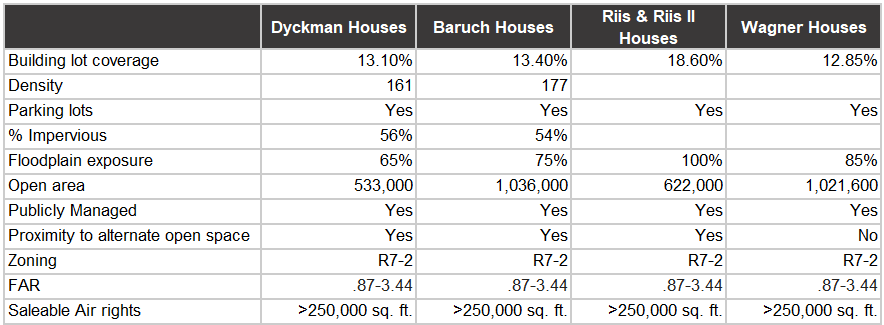 Dyckman Houses Baruch Houses Riis & Riis II Houses Wagner Houses
Building lot coverage 13.10% 13.40% 18.60% 12.85%
Density 161 177
Parking lots Yes Yes Yes Yes
% Impervious 56% 54%
Floodplain exposure 65% 75% 100% 85%
Open area 533,000 1,036,000 622,000 1,021,600
Publicly Managed Yes Yes Yes Yes
Proximity to alternate open space Yes Yes Yes No
Zoning R7-2 R7-2 R7-2 R7-2
FAR .87-3.44 .87-3.44 .87-3.44 .87-3.44
Saleable Air rights >250,000 sq. ft. >250,000 sq. ft. >250,000 sq. ft. >250,000 sq. ft.